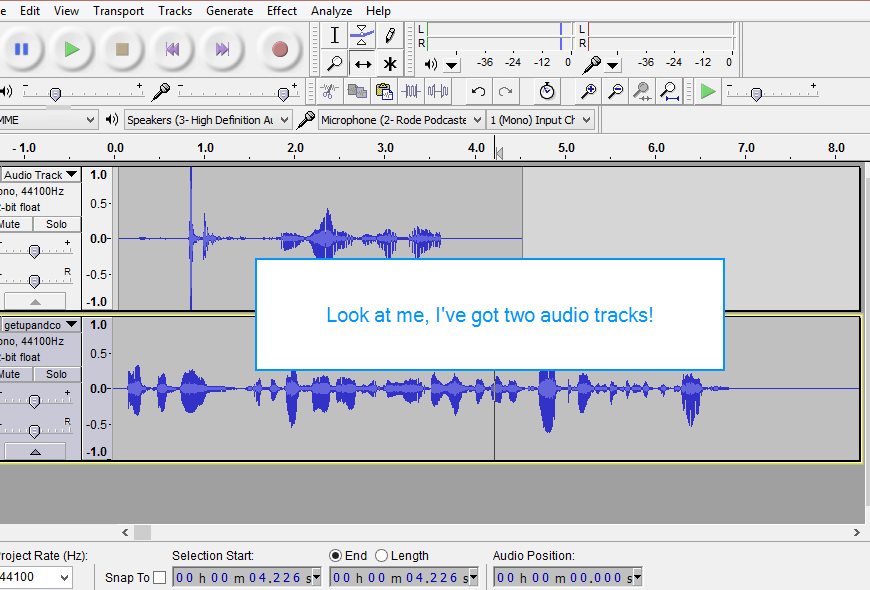 e Edit View Transport Tracks Generate Effect Analyze Help
L
R
-36 -24 -12 0
L
R
-36 -24 -12 0
- +
- +
- +
MME
Speakers (3- High Definition Au
Microphone (2- Rode Podcaste
1 (Mono) Input Ch
- 1.0 0.0 1.0 2.0 3.0 4.0 5.0 6.0 7.0 8.0
Audio Track
ono, 44100Hz
2-bit float
Mute Solo
- +
R
1.0
0.5-
0.0-
-0.5-
-1.0
Look at me, I've got two audio tracks!
getupandco
ono, 44100Hz
2-bit float
Mute Solo
- +
R
1.0
0.5-
0.0-
-0.5-
-1.0
roject Rate (Hz):
44100
Snap To
Selection Start:
00 h 00 m 04.226 s
End Length
00 h 00 m 04.226 s
Audio Position:
00 h 00 m 00.000 s